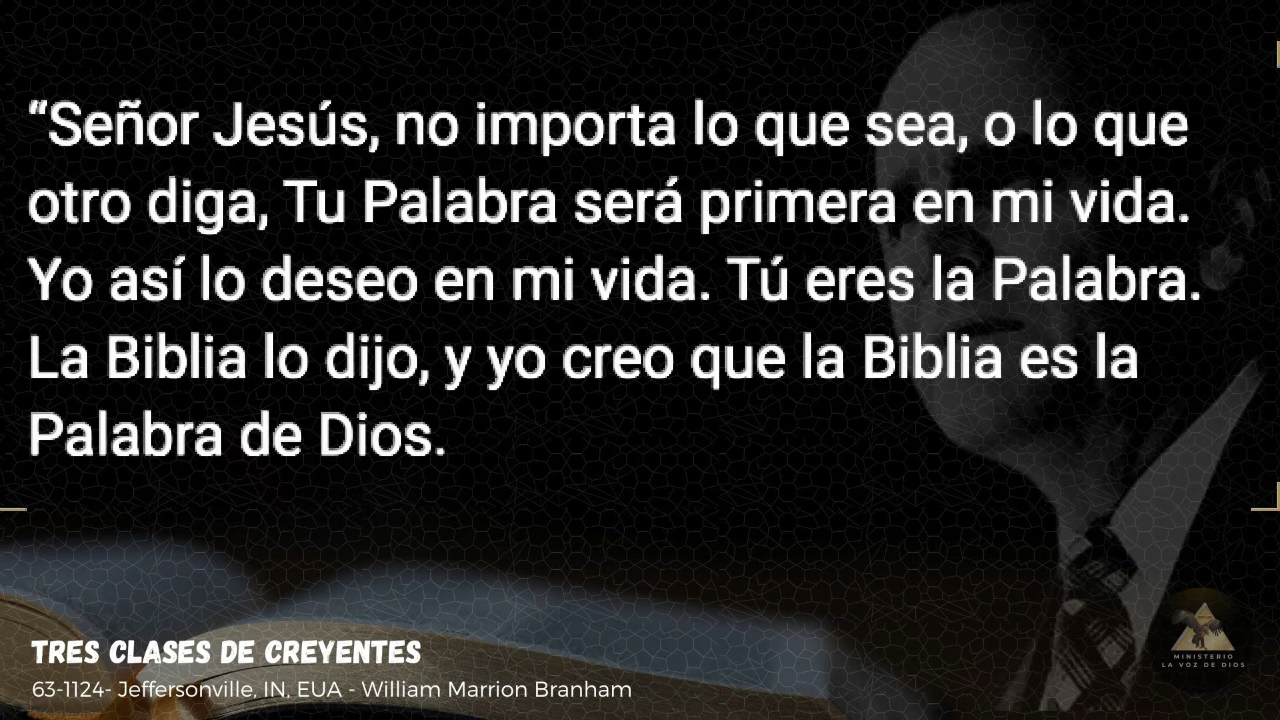 “Señor Jesús, no importa lo que sea, o lo que
otro diga, Tu Palabra será primera en mi vida.
Yo así lo deseo en mi vida. Tú eres la Palabra.
La Biblia lo dijo, y yo creo que la Biblia es la
Palabra de Dios.
TRES CLASES DE CREYENTES
63-1124- Jeffersonville, IN, EUA - William Marrion Branham
MINISTERIO
LA VOZ DE DIOS